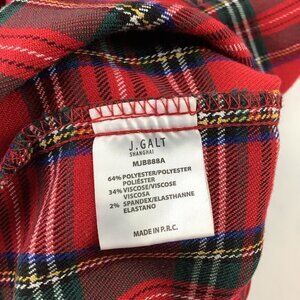 J.GALT
SHANGHAI
MJB888A
64% POLYESTER/POLYESTER
POLIÉSTER
34% VISCOSE/VISCOSE
VISCOSA
2% SPANDEX/ELASTHANNE
ELASTANO
MADE IN P.R.C.